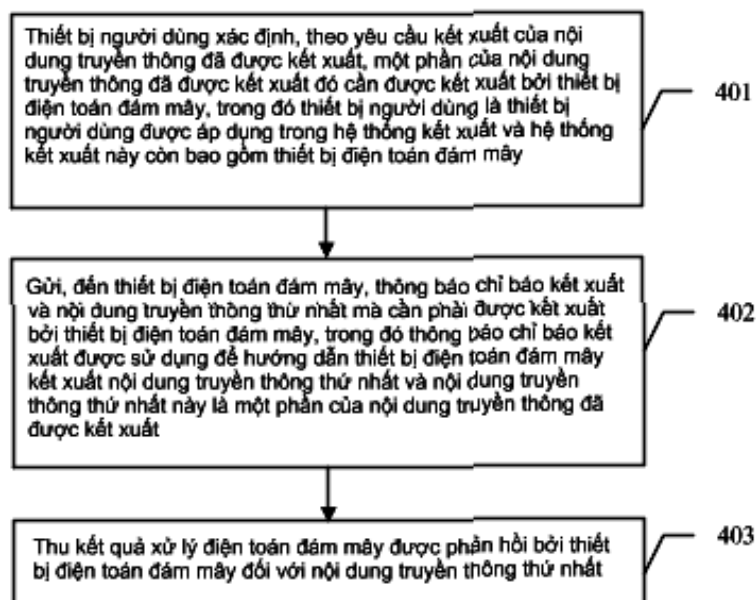 Thiết bị người dùng xác định, theo yêu cầu kết xuất của nội
dung truyền thông đã được kết xuất, một phần của nội dung
truyền thông đã được kết xuất đó cần được kết xuất bởi thiết bị
điện toán đám mây, trong đó thiết bị người dùng là thiết bị
người dùng được áp dụng trong hệ thống kết xuất và hệ thống
kết xuất này còn bao gồm thiết bị điện toán đám mây
401
Gửi, đến thiết bị điện toán đám mây, thông báo chỉ báo kết xuất
và nội dung truyền thông thứ nhất mà cần phải được kết xuất
bởi thiết bị điện toán đám mây, trong đó thông báo chỉ báo kết
xuất được sử dụng để hướng dẫn thiết bị điện toán đám mây
kết xuất nội dung truyền thông thứ nhất và nội dung truyền
thông thứ nhất này là một phần của nội dung truyền thông đã
được kết xuất
402
Thu kết quả xử lý điện toán đám mây được phản hồi bởi thiết
bị điện toán đám mây đối với nội dung truyền thông thứ nhất
403